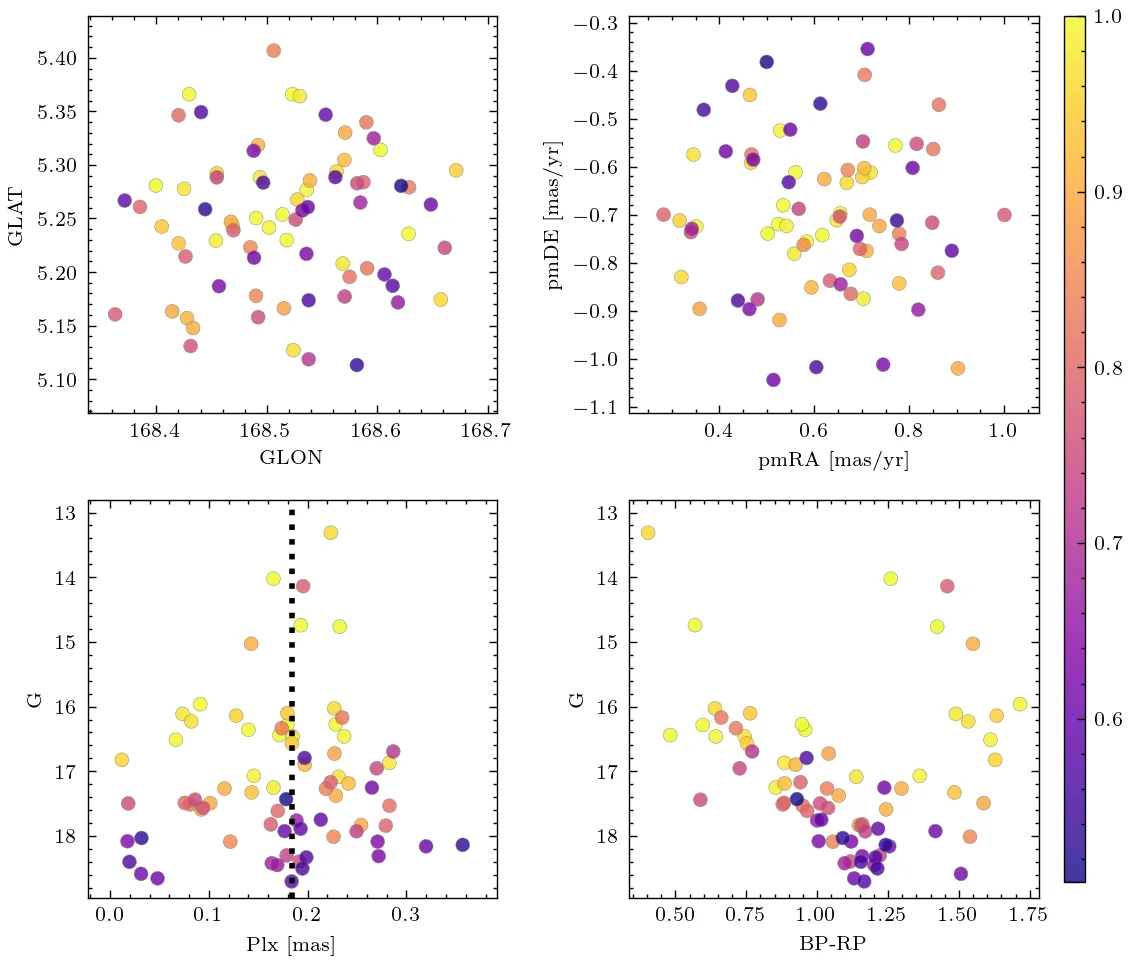 5.40
5.35
5.30
5.25
5.20
5.15
5.10
GLAT
168.4 168.5 168.6 168.7
GLON
−0.3
−0.4
−0.5
−0.6
−0.7
−0.8
−0.9
−1.0
−1.1
pmDE [mas/yr]
0.4 0.6 0.8 1.0
pmRA [mas/yr]
13
14
15
16
17
18
G
0.0 0.1 0.2 0.3
Plx [mas]
13
14
15
16
17
18
G
0.50 0.75 1.00 1.25 1.50 1.75
BP-RP
1.0
0.9
0.8
0.7
0.6